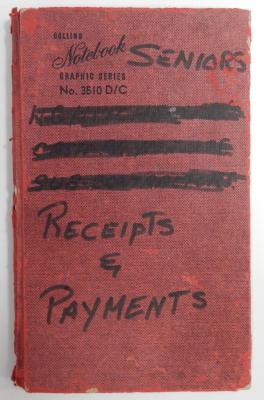 COLLINS
Notebook SENIORS
GRAPHIC SERIES
No. 3510 D/C
RECEIPTS
&
PAYMENTS